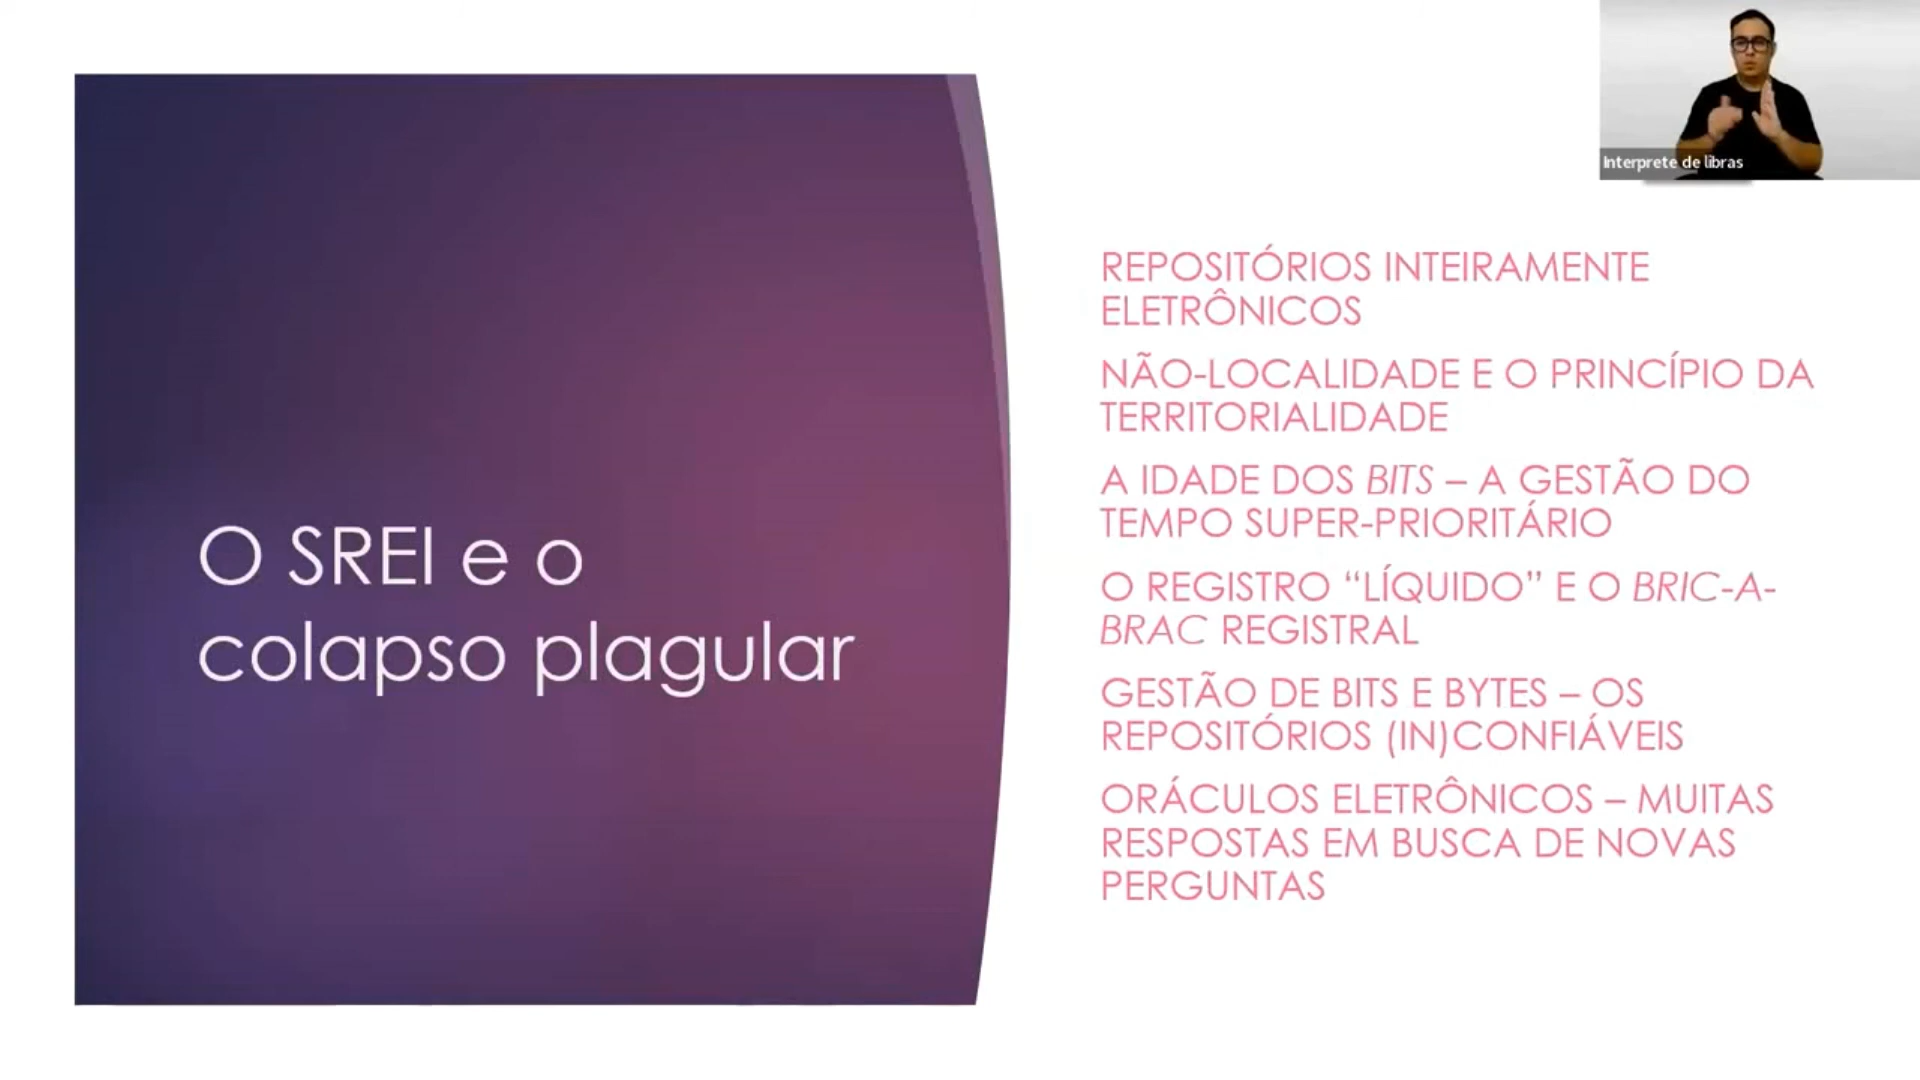 Interprete de libras
O SREI e o
colapso plagular
REPOSITÓRIOS INTEIRAMENTE
ELETRÔNICOS
NÃO-LOCALIDADE E O PRINCÍPIO DA
TERRITORIALIDADE
A IDADE DOS BITS – A GESTÃO DO
TEMPO SUPER-PRIORITÁRIO
O REGISTRO “LÍQUIDO” E O BRIC-A-
BRAC REGISTRAL
GESTÃO DE BITS E BYTES – OS
REPOSITÓRIOS (IN)CONFIÁVEIS
ORÁCULOS ELETRÔNICOS – MUITAS
RESPOSTAS EM BUSCA DE NOVAS
PERGUNTAS